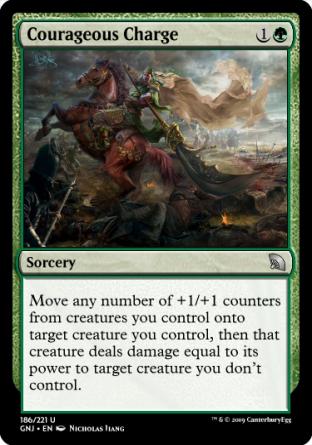 Courageous Charge 1
Sorcery
Move any number of +1/+1 counters
from creatures you control onto
target creature you control, then that
creature deals damage equal to its
power to target creature you don't
control.
186/221 U
GNJ • EN Nicholas Jiang
™ & © 2019 CanterburyEgg